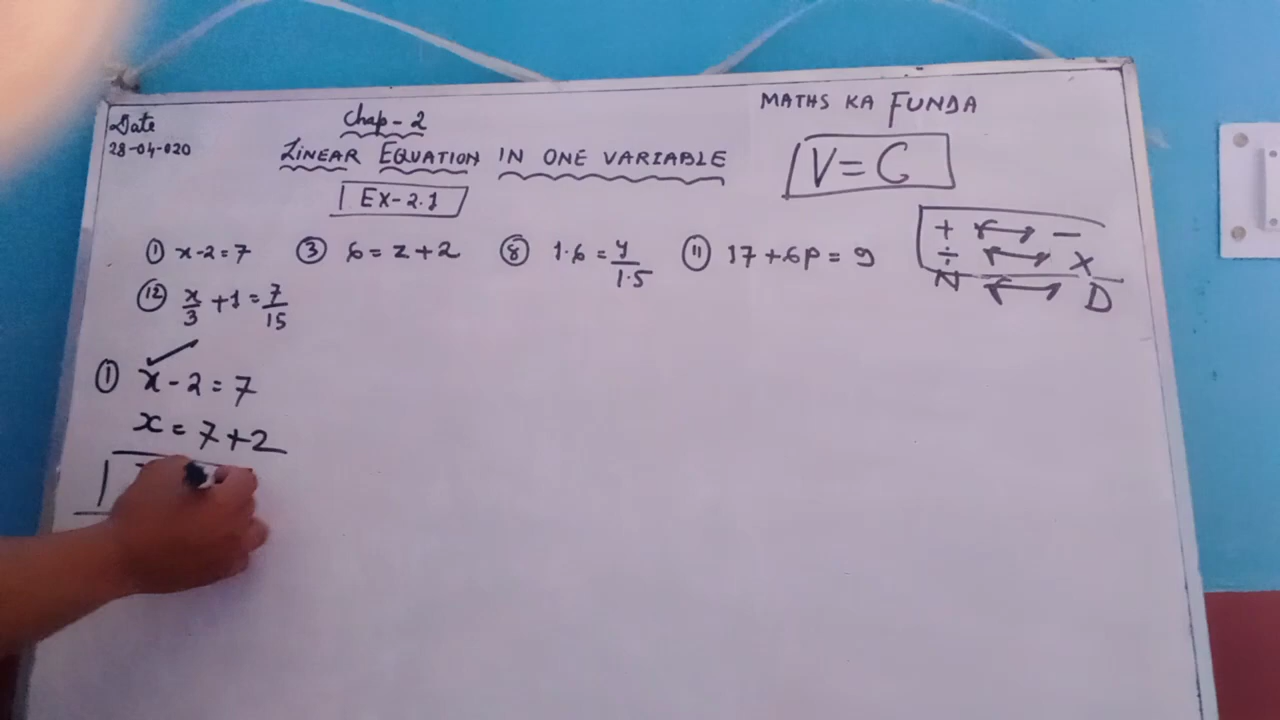 Date
28-04-020
Chap-2
LINEAR EQUATION IN ONE VARIABLE
EX-2.1
MATHS KA FUNDA
V=C
+ ↔ −
÷ ↔ ×
N ↔ D
① x-2=7 ③ 6=z+2 ⑧ 1.6=y/1.5 ⑪ 17+6p=9
⑫ x/3+1=7/15
① x-2=7
x=7+2